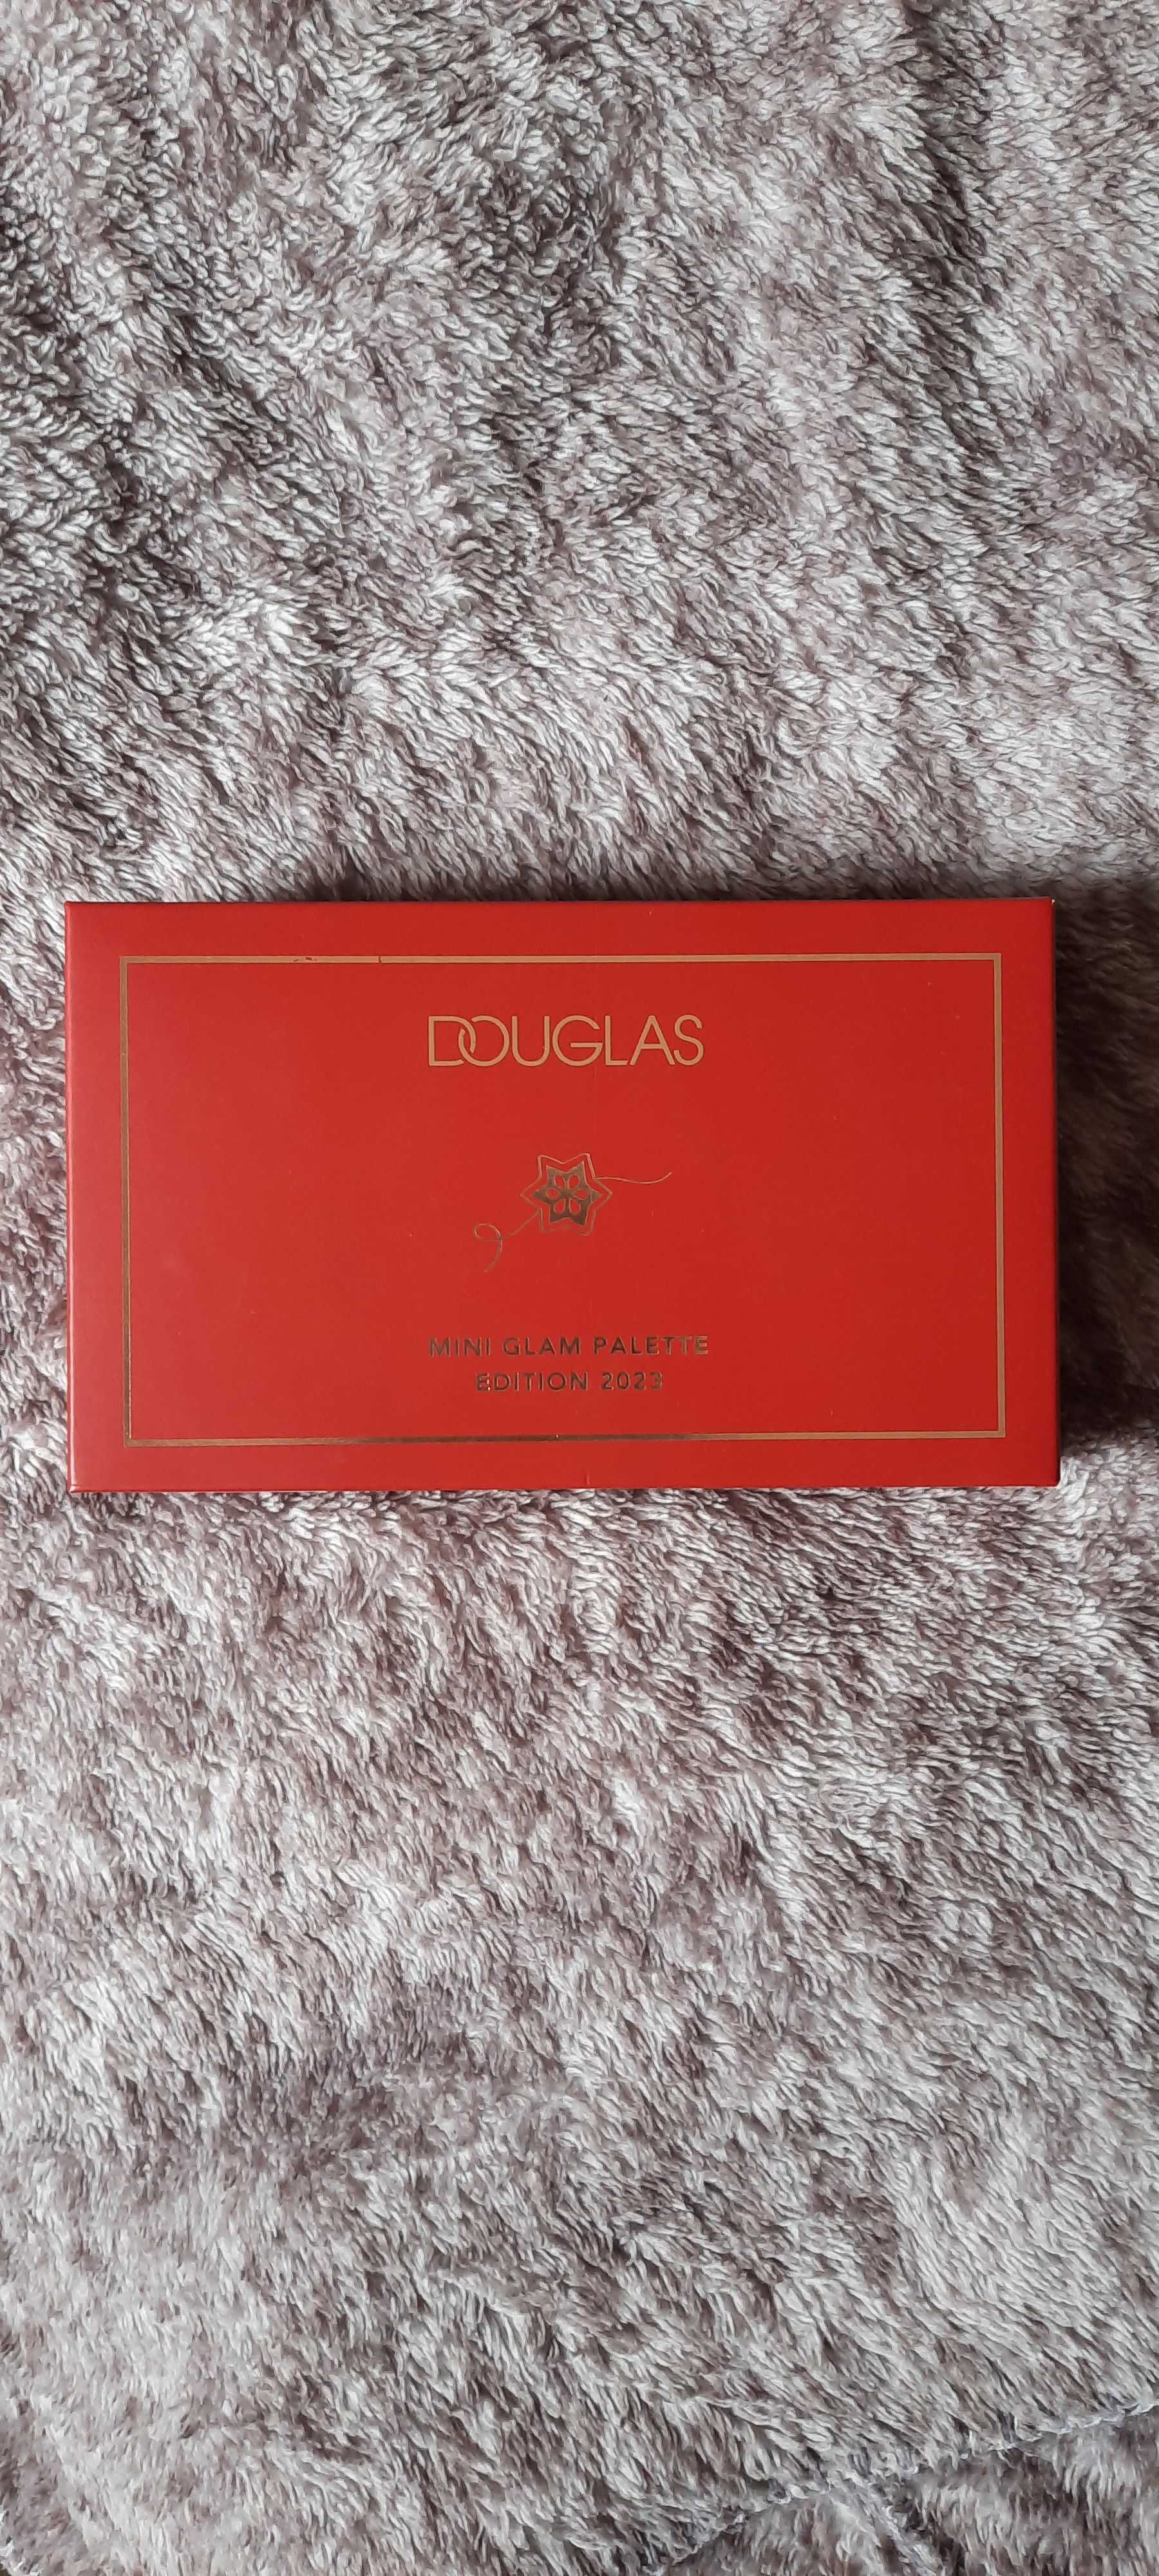 DOUGLAS
MINI GLAM PALETTE
EDITION 2023